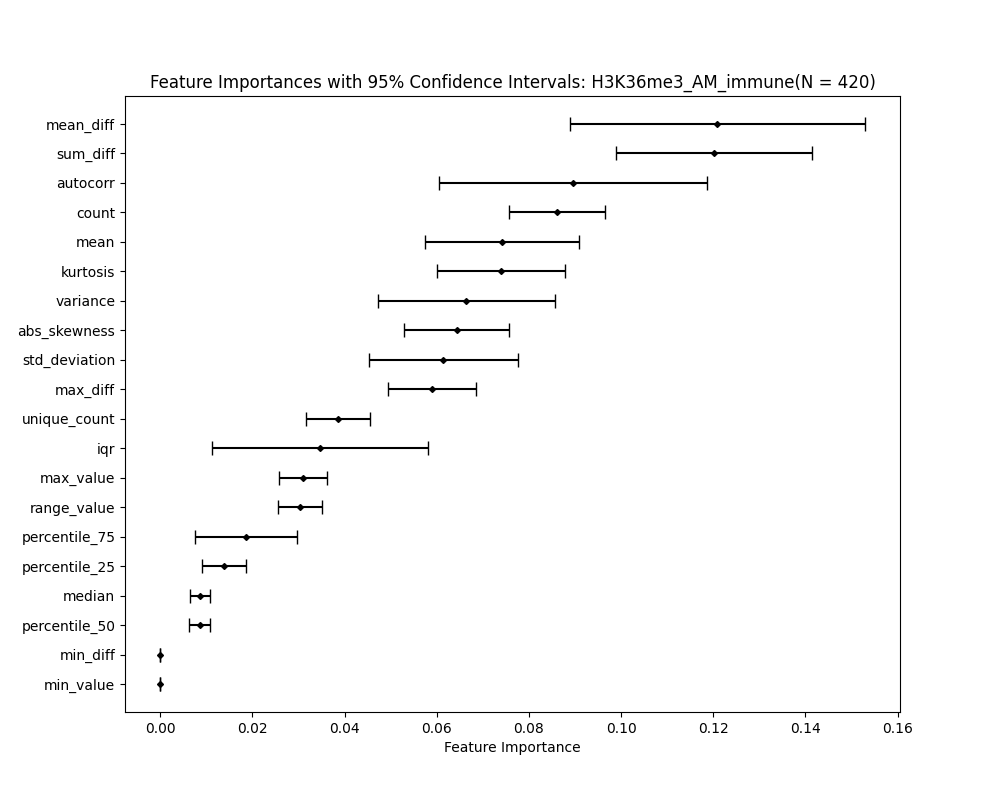 Feature Importances with 95% Confidence Intervals: H3K36me3_AM_immune(N = 420)
mean_diff
sum_diff
autocorr
count
mean
kurtosis
variance
abs_skewness
std_deviation
max_diff
unique_count
iqr
max_value
range_value
percentile_75
percentile_25
median
percentile_50
min_diff
min_value
0.00 0.02 0.04 0.06 0.08 0.10 0.12 0.14 0.16
Feature Importance